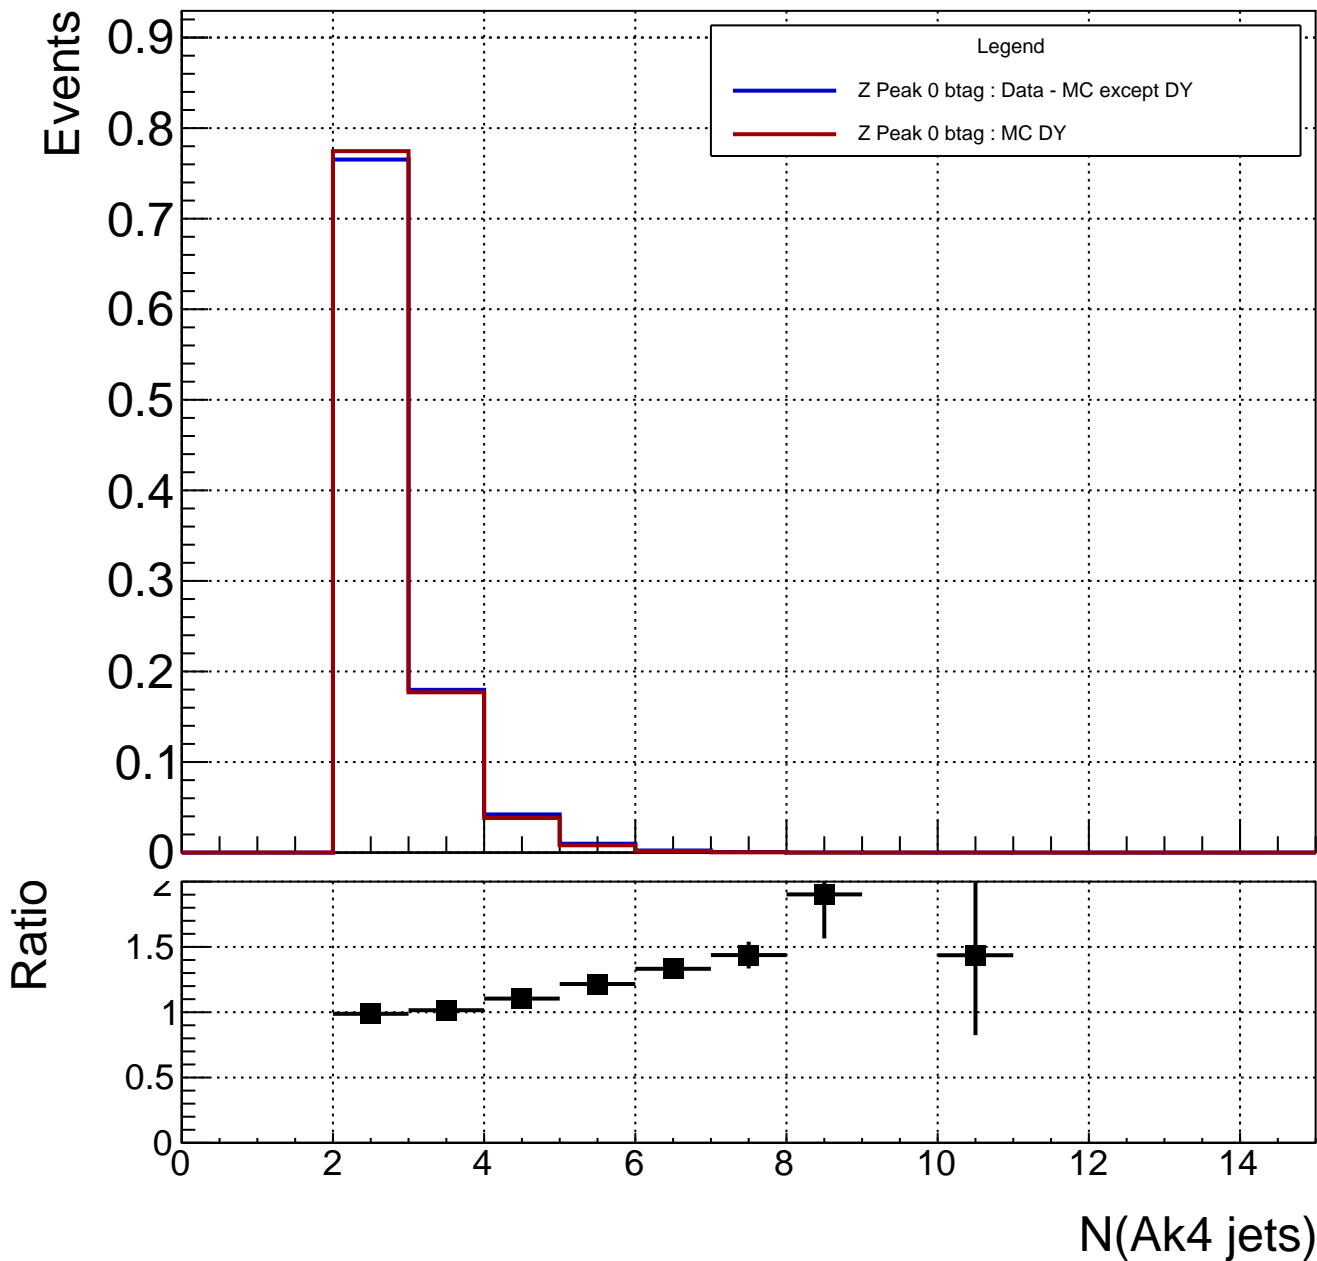 Events
0.9
0.8
0.7
0.6
0.5
0.4
0.3
0.2
0.1
0
Legend
Z Peak 0 btag : Data - MC except DY
Z Peak 0 btag : MC DY
Ratio
2
1.5
1
0.5
0
0 2 4 6 8 10 12 14
N(Ak4 jets)